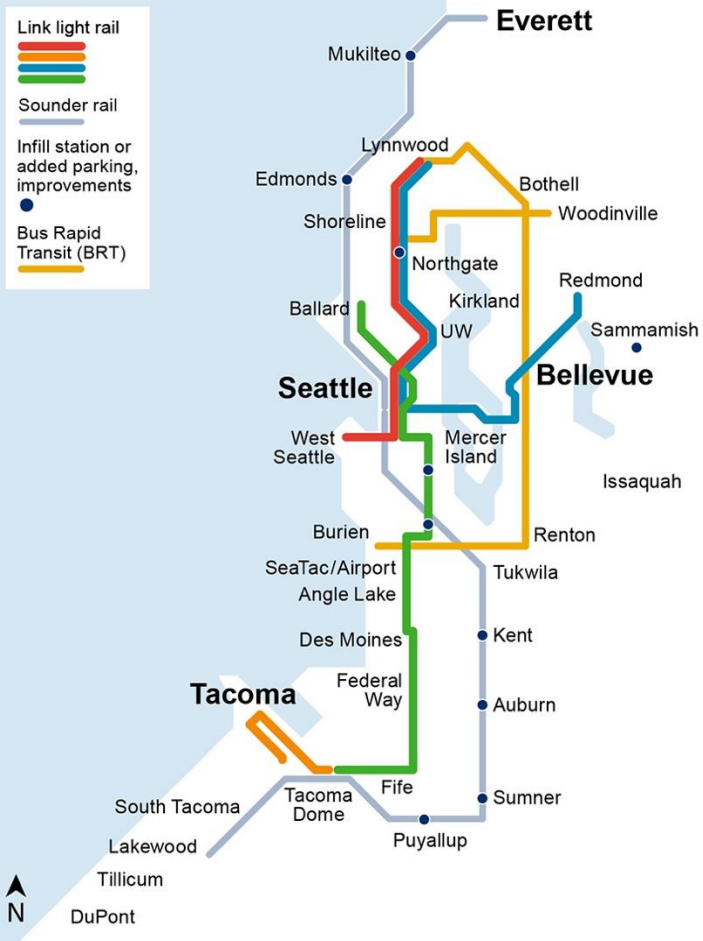 Link light rail
Sounder rail
Infill station or
added parking,
improvements
Bus Rapid
Transit (BRT)
Everett
Mukilteo
Lynnwood
Edmonds
Bothell
Shoreline
Woodinville
Northgate
Redmond
Ballard
Kirkland
UW
Sammamish
Seattle
Bellevue
West
Seattle
Mercer
Island
Issaquah
Burien
Renton
SeaTac/Airport
Tukwila
Angle Lake
Des Moines
Kent
Federal
Way
Tacoma
Auburn
Fife
Tacoma
Dome
Sumner
South Tacoma
Puyallup
Lakewood
Tillicum
DuPont
N